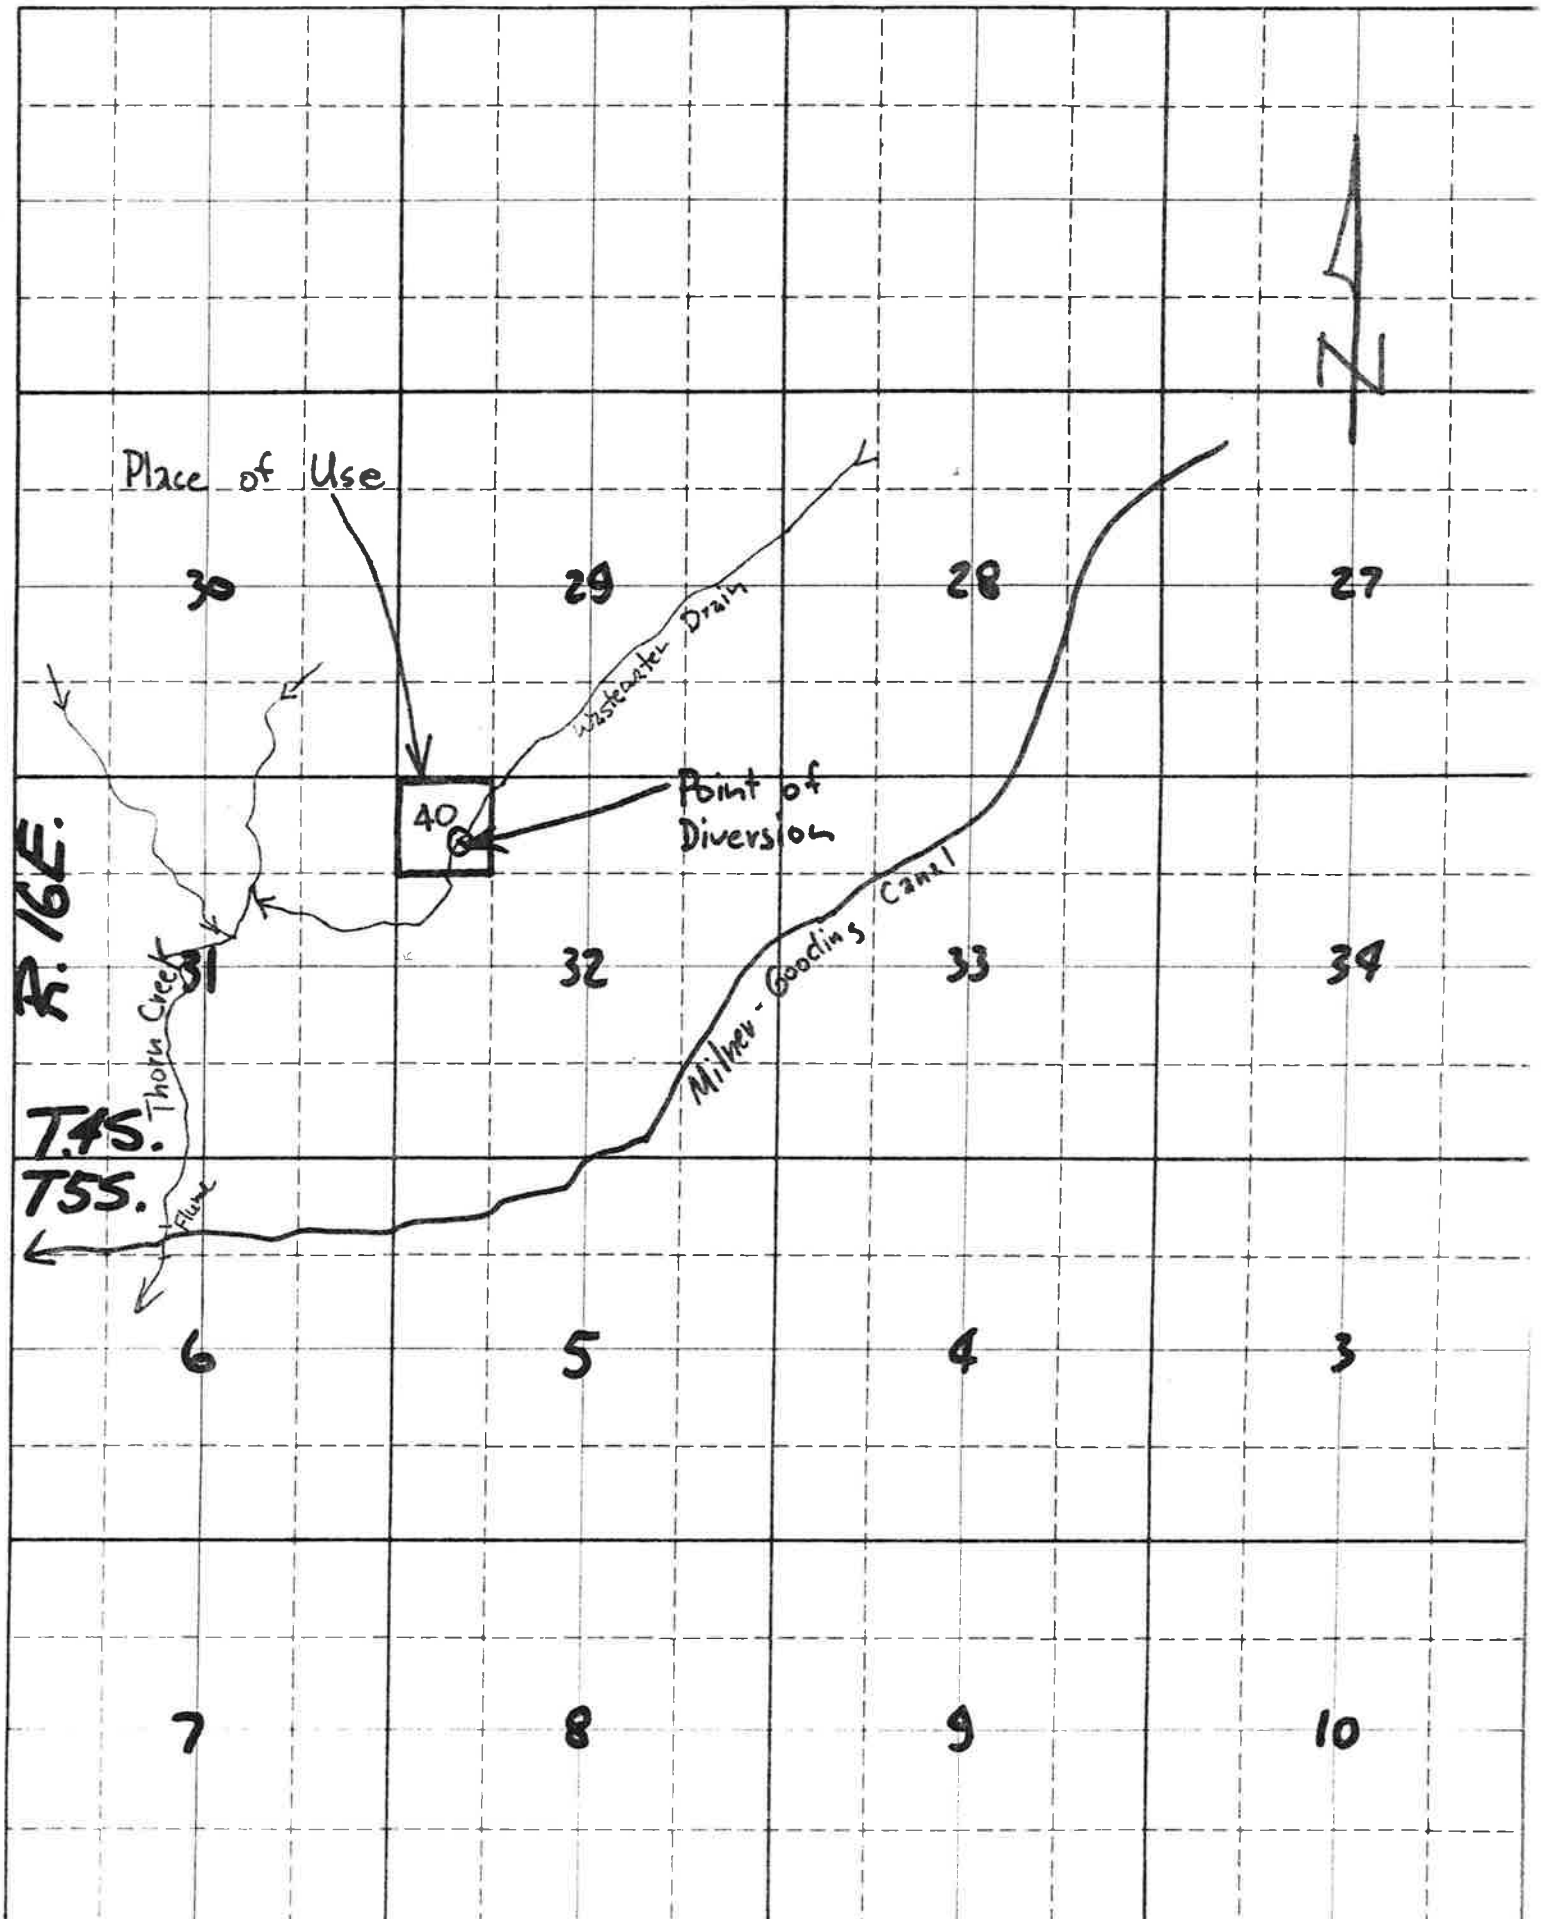 N
Place of Use
30
29
28
27
Wastewater Drain
40
Point of
Diversion
R. 16E.
31
32
33
34
Thorn Creek
Milner-Gooding Canal
T.4S.
T5S.
Flume
6
5
4
3
7
8
9
10